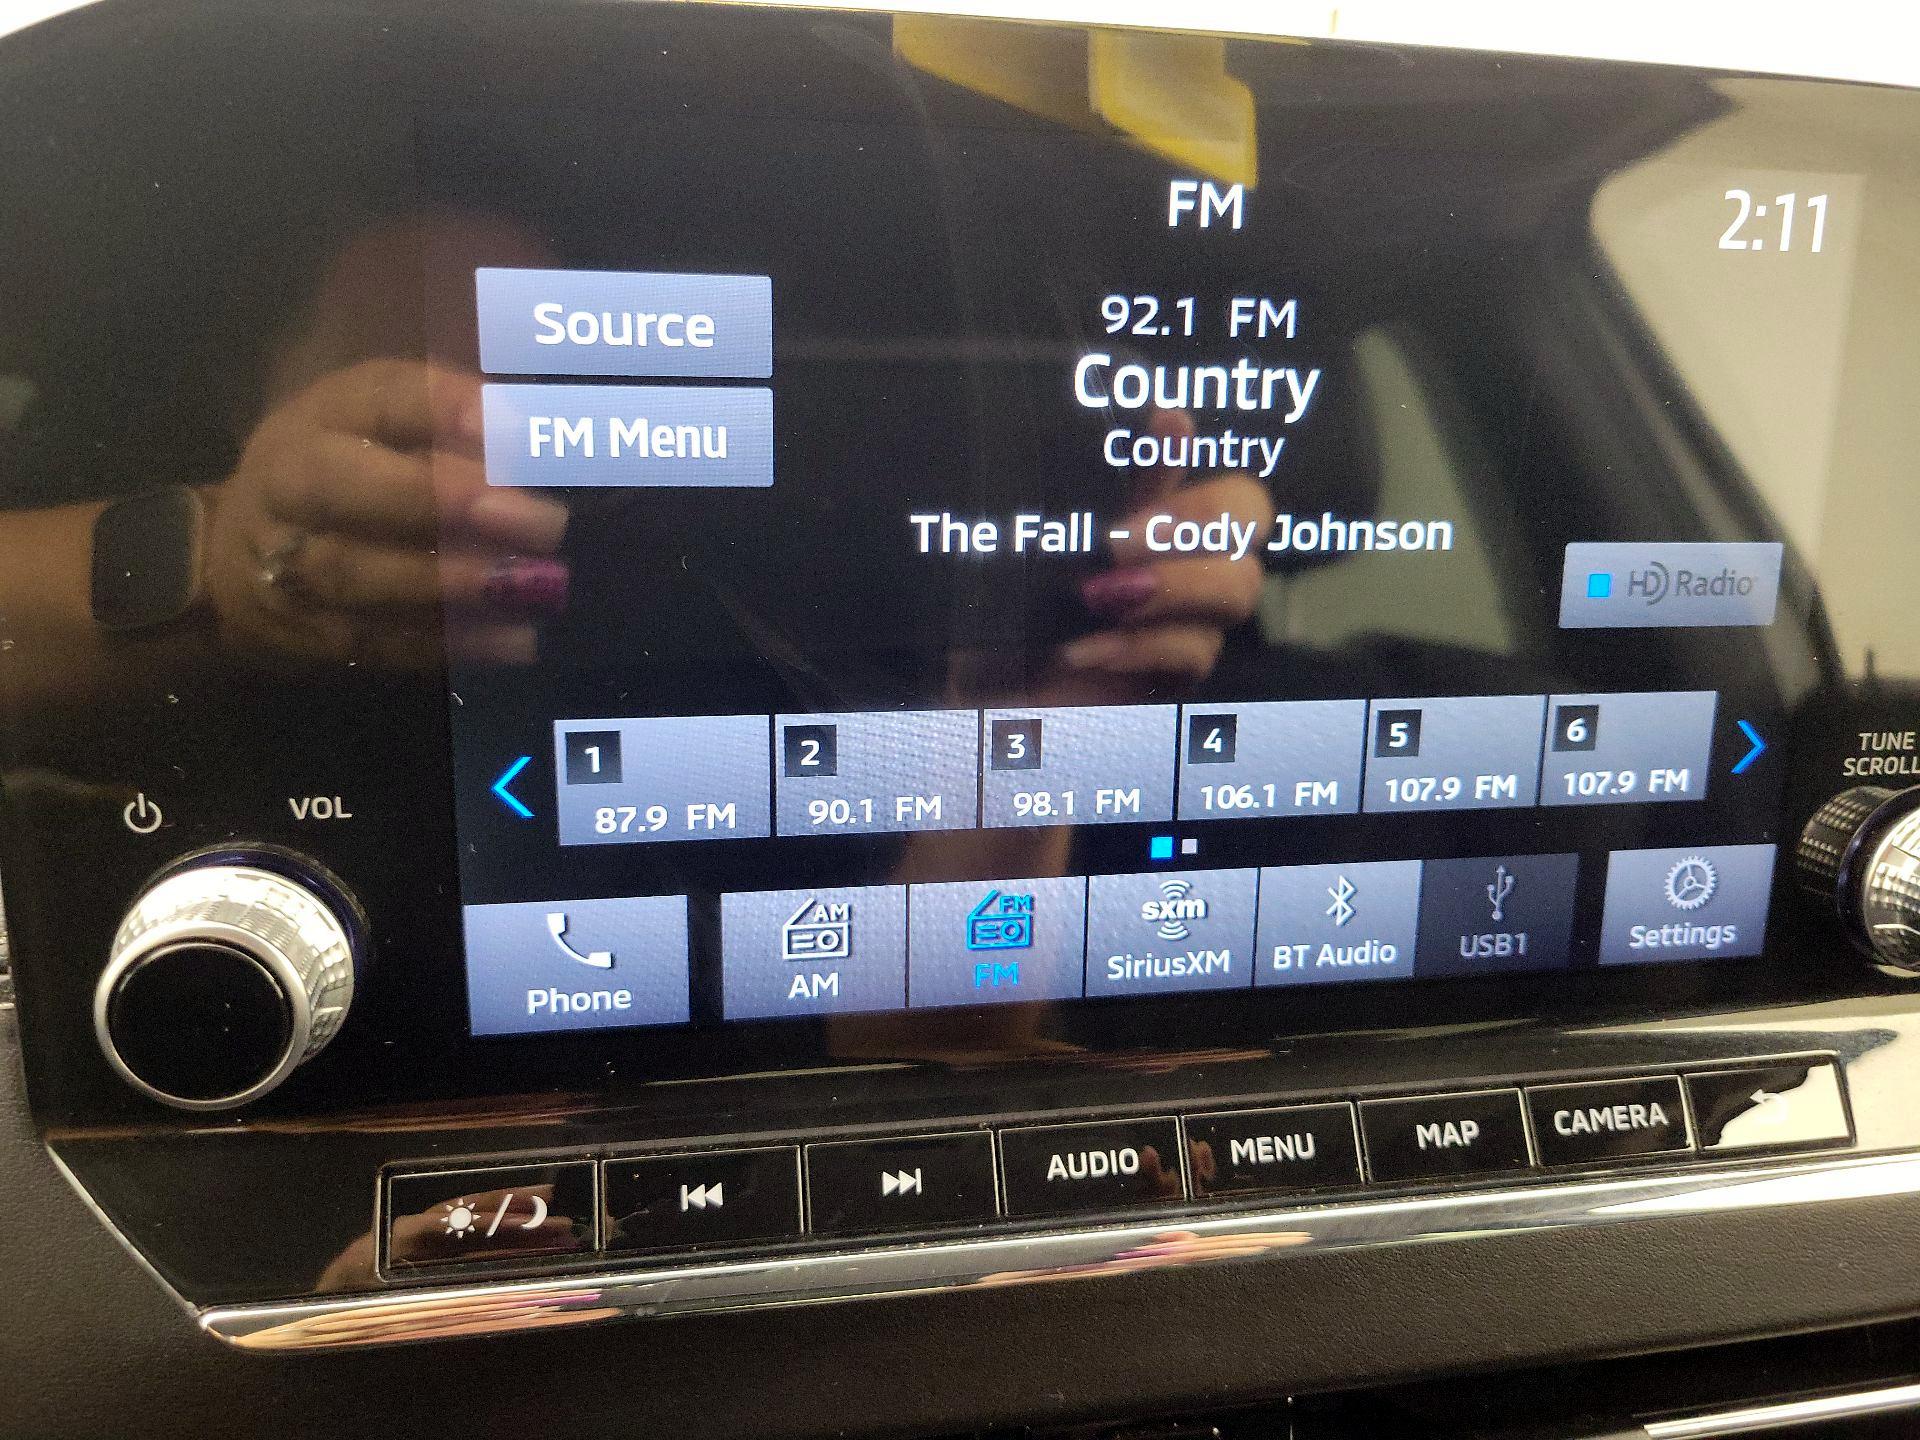 FM
2:11
Source
92.1 FM
Country
FM Menu
Country
The Fall - Cody Johnson
HD Radio
1
2
3
4
5
6
87.9 FM
90.1 FM
98.1 FM
106.1 FM
107.9 FM
107.9 FM
TUNE
SCROLL
VOL
AM
FM
sxm
Phone
AM
FM
SiriusXM
BT Audio
USB1
Settings
AUDIO
MENU
MAP
CAMERA